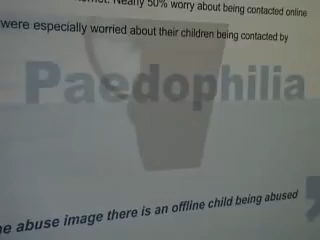 Nearly 50% worry about being contacted online
were especially worried about their children being contacted by
Paedophilia
abuse image there is an offline child being abused